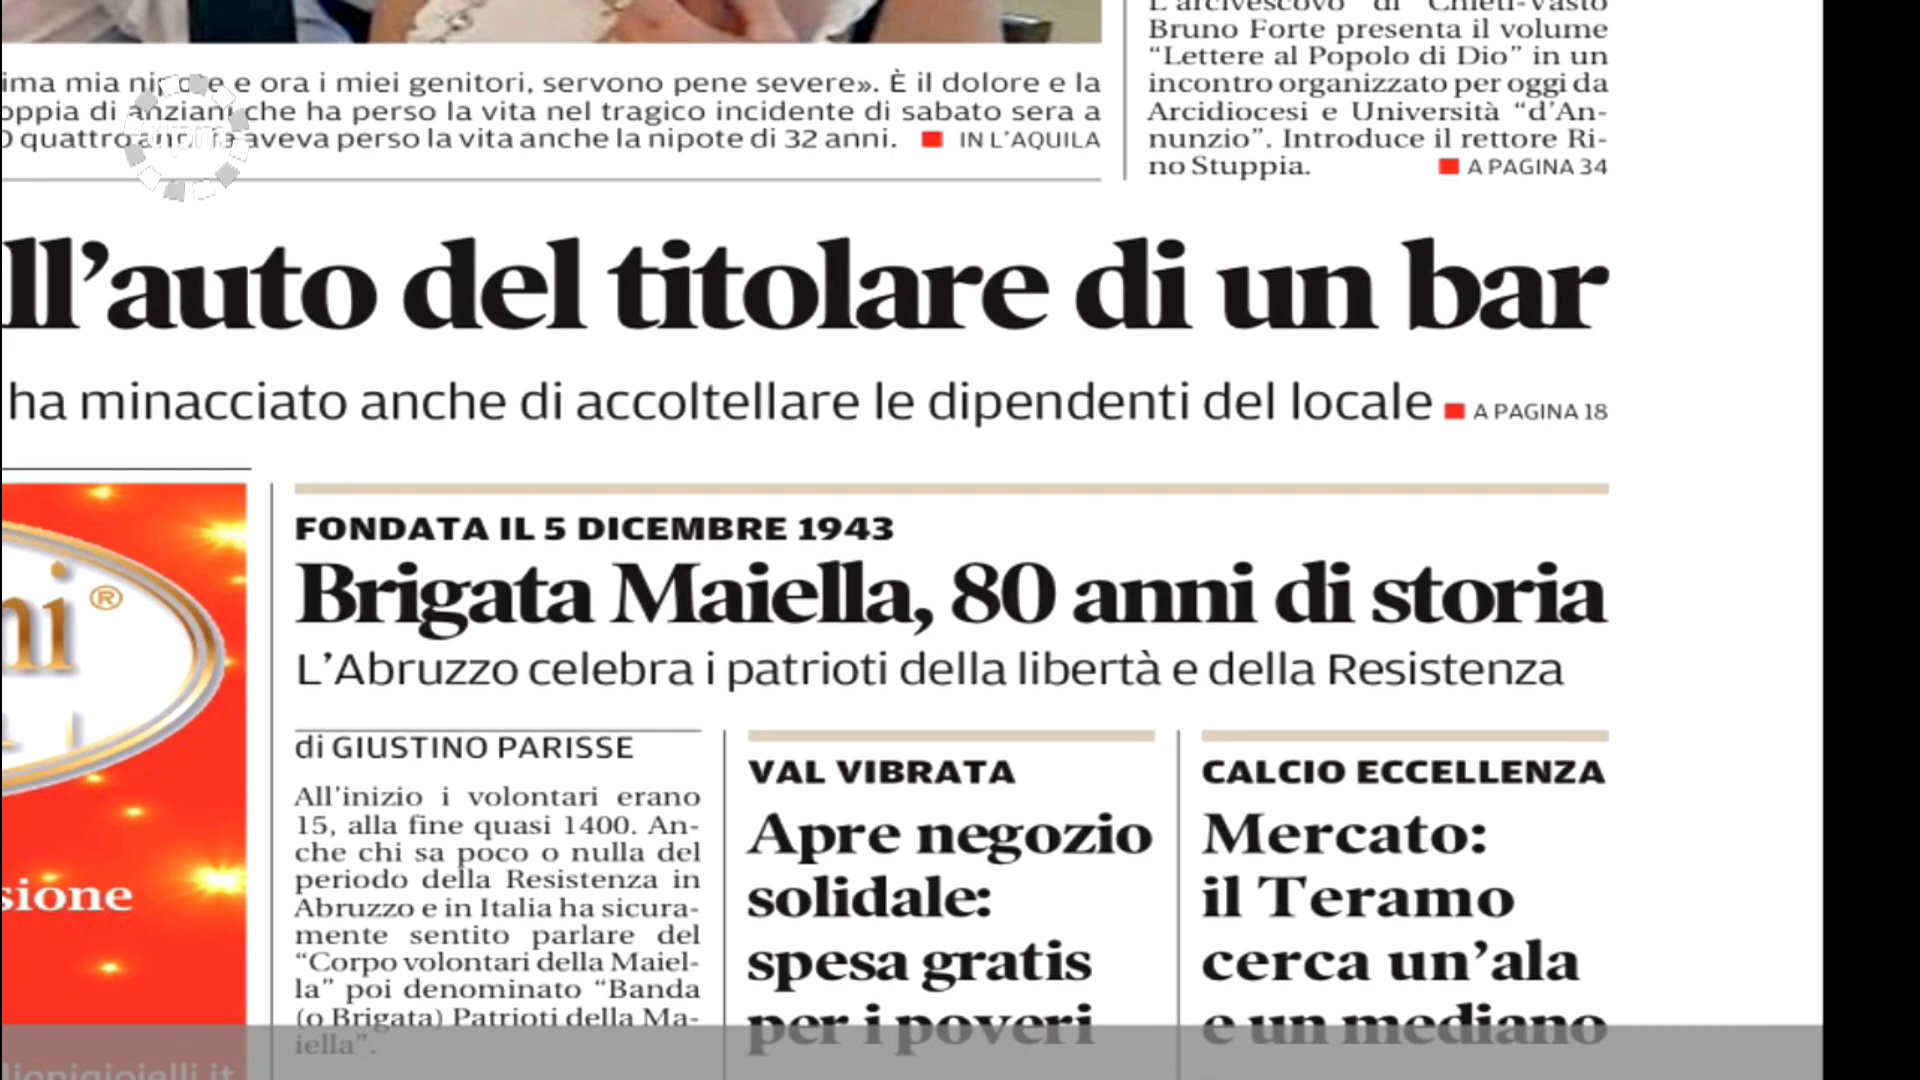 ima mia nipote e ora i miei genitori, servono pene severe». È il dolore e la
oppia di anziani che ha perso la vita nel tragico incidente di sabato sera a
quattro anni fa aveva perso la vita anche la nipote di 32 anni. IN L'AQUILA
L'arcivescovo di Chieti-Vasto
Bruno Forte presenta il volume
“Lettere al Popolo di Dio” in un
incontro organizzato per oggi da
Arcidiocesi e Università “d'An-
nunzio”. Introduce il rettore Ri-
no Stuppia. A PAGINA 34
ll’auto del titolare di un bar
ha minacciato anche di accoltellare le dipendenti del locale A PAGINA 18
ni®
sione
lionigioielli.it
FONDATA IL 5 DICEMBRE 1943
Brigata Maiella, 80 anni di storia
L’Abruzzo celebra i patrioti della libertà e della Resistenza
di GIUSTINO PARISSE
All'inizio i volontari erano
15, alla fine quasi 1400. An-
che chi sa poco o nulla del
periodo della Resistenza in
Abruzzo e in Italia ha sicura-
mente sentito parlare del
“Corpo volontari della Maiel-
la” poi denominato “Banda
(o Brigata) Patrioti della Ma-
iella”.
VAL VIBRATA
Apre negozio
solidale:
spesa gratis
per i poveri
CALCIO ECCELLENZA
Mercato:
il Teramo
cerca un’ala
e un mediano